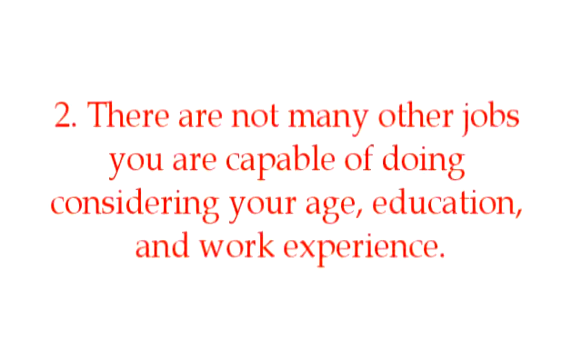 2. There are not many other jobs
you are capable of doing
considering your age, education,
and work experience.